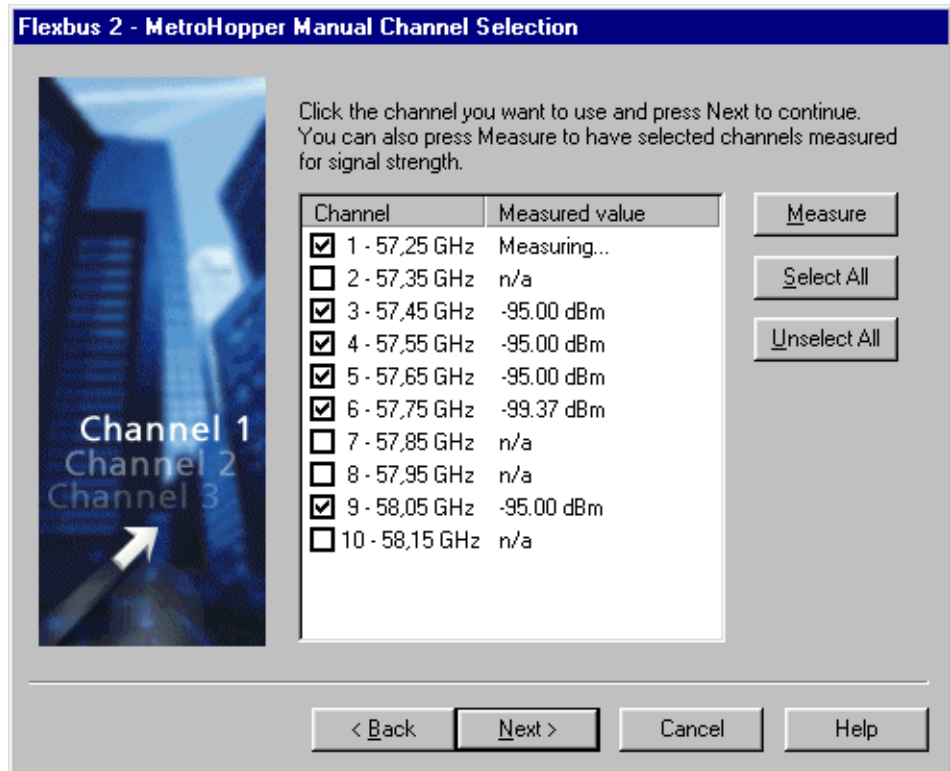 Flexbus 2 - MetroHopper Manual Channel Selection
Click the channel you want to use and press Next to continue.
You can also press Measure to have selected channels measured
for signal strength.
Channel Measured value
1 - 57,25 GHz Measuring...
2 - 57,35 GHz n/a
3 - 57,45 GHz -95.00 dBm
4 - 57,55 GHz -95.00 dBm
5 - 57,65 GHz -95.00 dBm
6 - 57,75 GHz -99.37 dBm
7 - 57,85 GHz n/a
8 - 57,95 GHz n/a
9 - 58,05 GHz -95.00 dBm
10 - 58,15 GHz n/a
Measure
Select All
Unselect All
Channel 1
Channel 2
Channel 3
< Back Next > Cancel Help